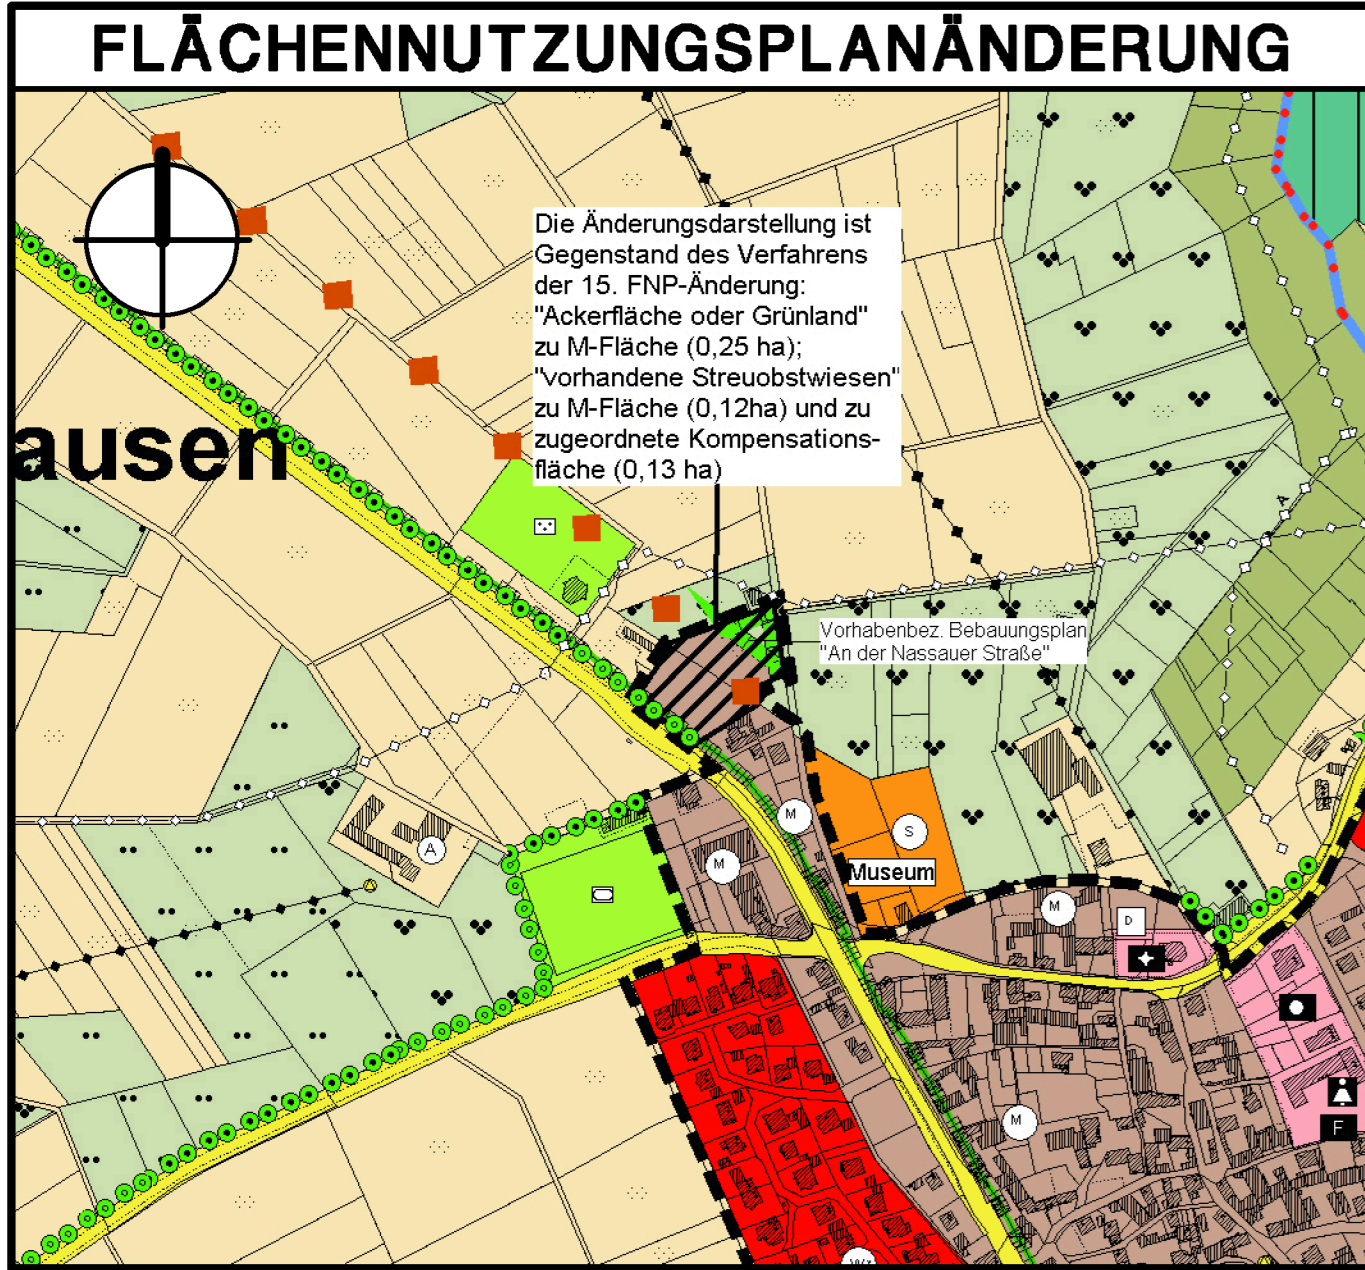 FLÄCHENNUTZUNGSPLANÄNDERUNG
Die Änderungsdarstellung ist
Gegenstand des Verfahrens
der 15. FNP-Änderung:
"Ackerfläche oder Grünland"
zu M-Fläche (0,25 ha);
"vorhandene Streuobstwiesen"
zu M-Fläche (0,12ha) und zu
zugeordnete Kompensations-
fläche (0,13 ha)
ausen
A
Vorhabenbez. Bebauungsplan
"An der Nassauer Straße"
M
S
A
M
Museum
M
D
M
F